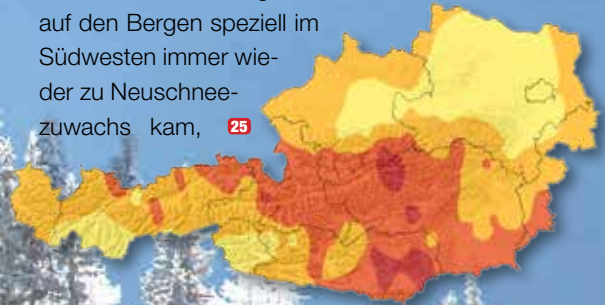 auf den Bergen speziell im
Südwesten immer wie-
der zu Neuschnee-
zuwachs kam, 25